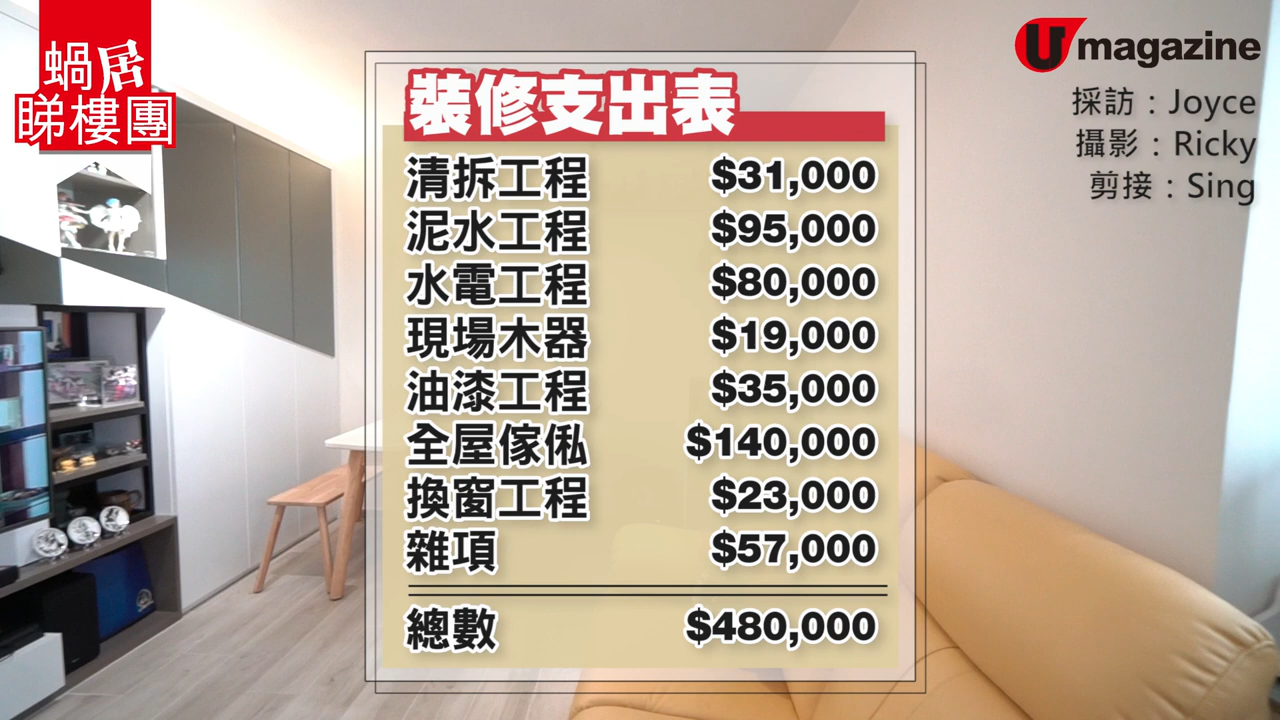 蝸居
睇樓團
U magazine
採訪：Joyce
攝影：Ricky
剪接：Sing
裝修支出表
清拆工程 $31,000
泥水工程 $95,000
水電工程 $80,000
現場木器 $19,000
油漆工程 $35,000
全屋傢俬 $140,000
換窗工程 $23,000
雜項 $57,000
總數 $480,000